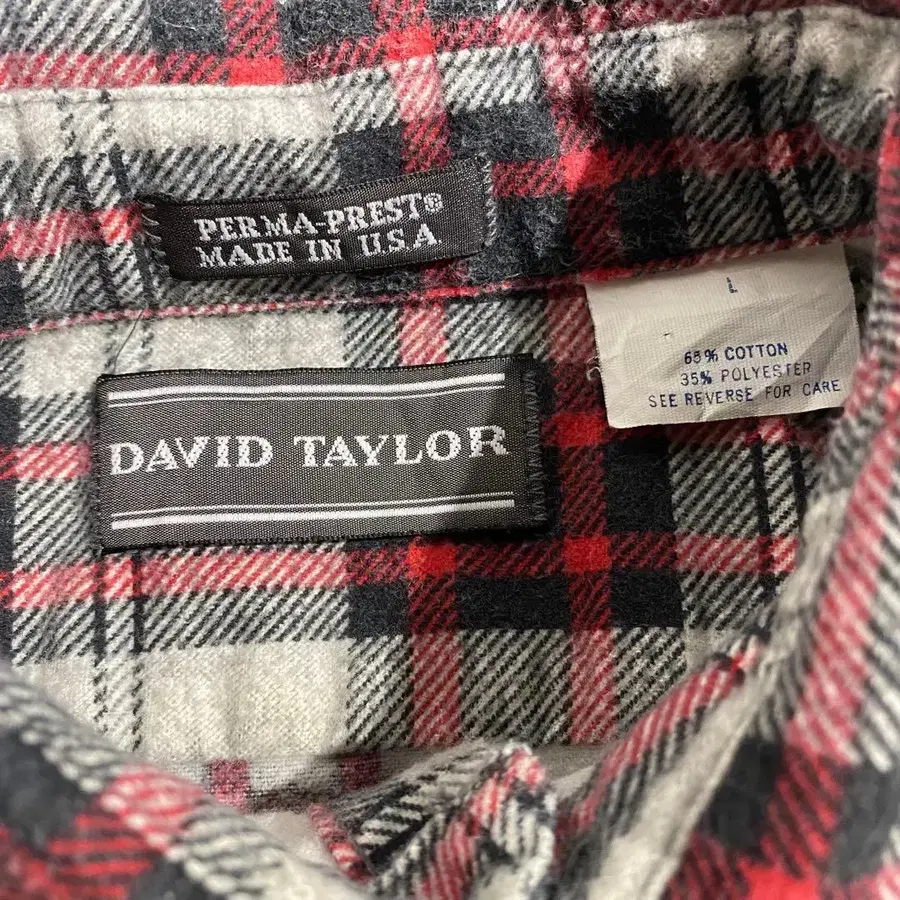 PERMA-PREST®
MADE IN U.S.A
DAVID TAYLOR
65% COTTON
35% POLYESTER
SEE REVERSE FOR CARE